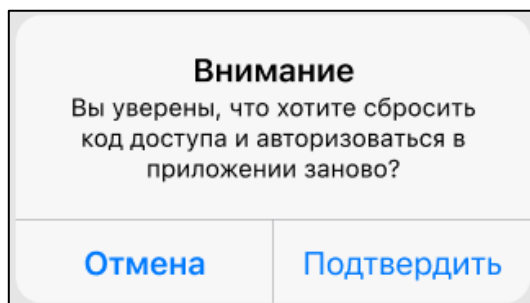 Внимание
Вы уверены, что хотите сбросить
код доступа и авторизоваться в
приложении заново?
Отмена
Подтвердить